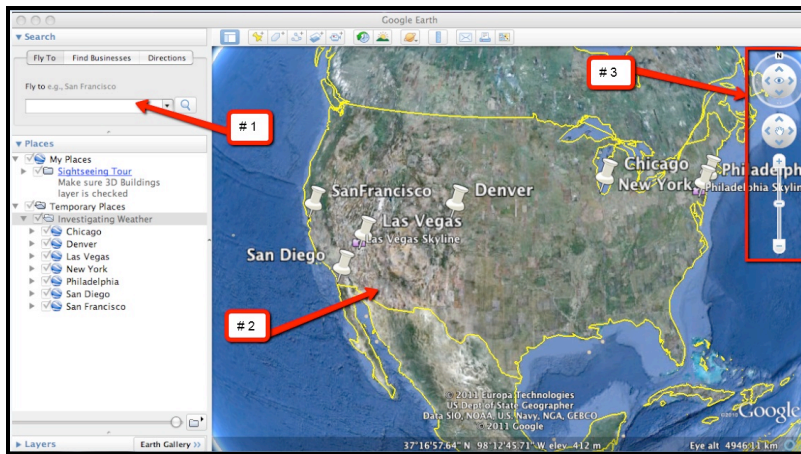 Google Earth
▼ Search
Fly To Find Businesses Directions
Fly to e.g., San Francisco
# 1
▼ Places
My Places
Sightseeing Tour
Make sure 3D Buildings
layer is checked
Temporary Places
Investigating Weather
Chicago
Denver
Las Vegas
New York
Philadelphia
San Diego
San Francisco
▶ Layers
Earth Gallery >>
# 3
N
Chicago
New York
Philadelph
Philadelphia Skylin
SanFrancisco
Denver
Las Vegas
Las Vegas Skyline
San Diego
# 2
© 2011 Europa Technologies
US Dept of State Geographer
Data SIO, NOAA, U.S. Navy, NGA, GEBCO
© 2011 Google
©2010 Google
37°16'57.64" N 98°12'45.71" W elev 412 m
Eye alt 4946.11 km